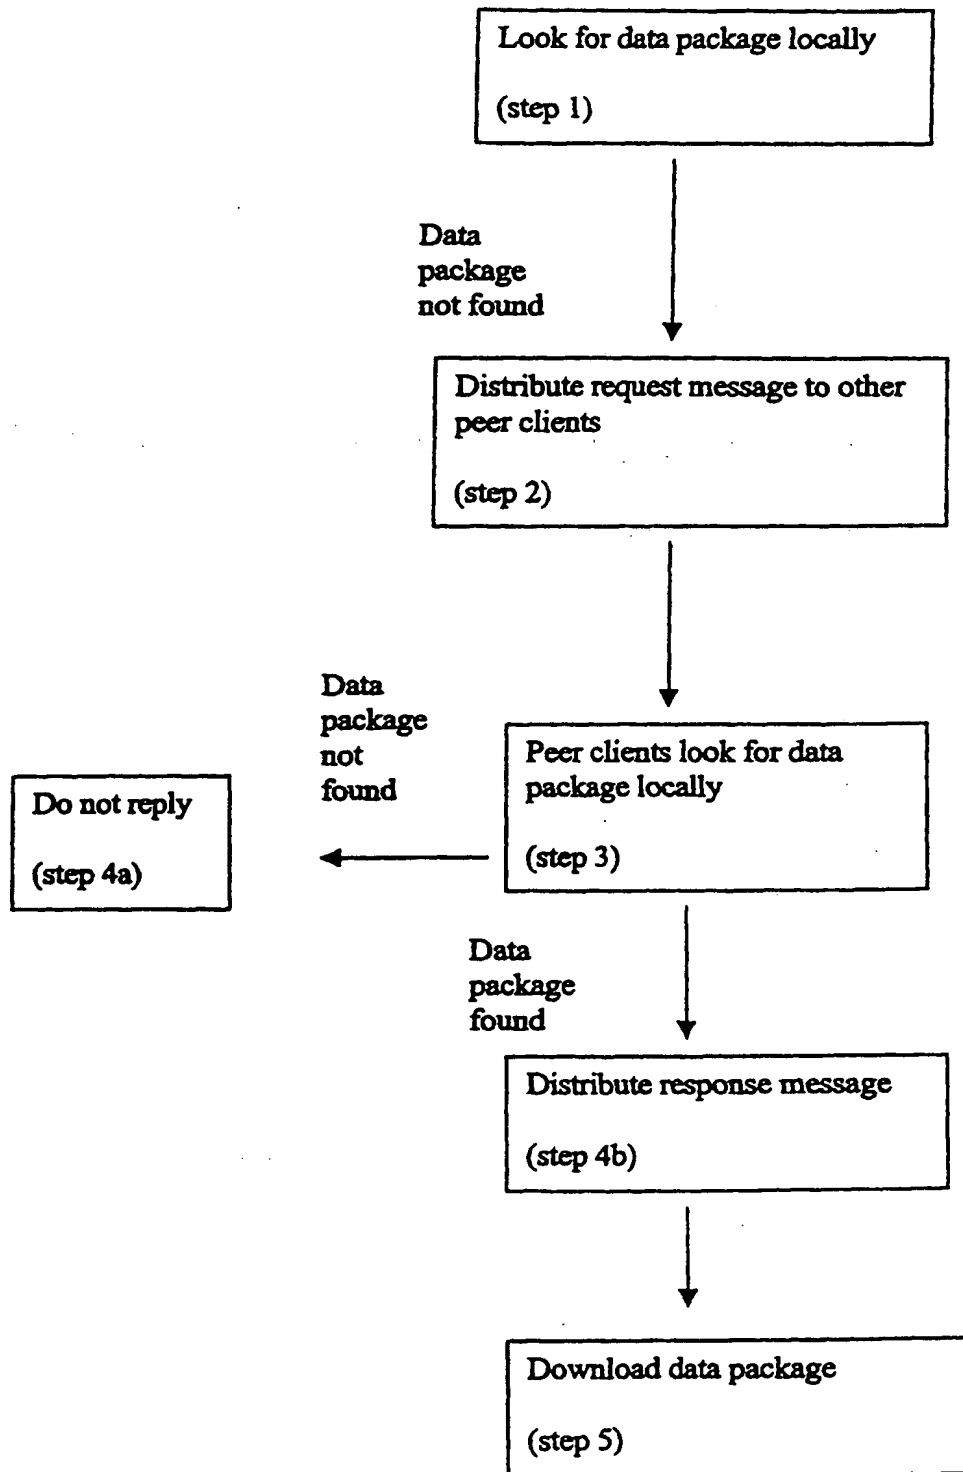 Look for data package locally
(step 1)
Data
package
not found
Distribute request message to other
peer clients
(step 2)
Data
package
not
found
Peer clients look for data
package locally
(step 3)
Do not reply
(step 4a)
Data
package
found
Distribute response message
(step 4b)
Download data package
(step 5)